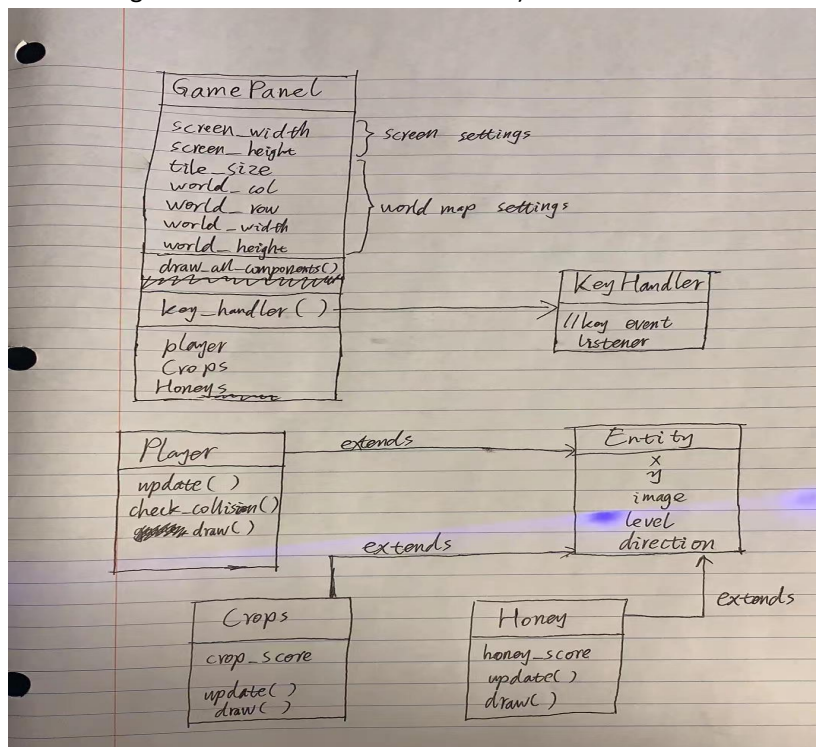 GamePanel
screen_width
screen_height
} screen settings
tile_size
world_col
world_row
world_width
world_height
} world map settings
draw_all_components()
key_handler()
player
Crops
Honeys
KeyHandler
//key event
listener
Player
update()
check_collision()
draw()
extends
Entity
x
y
image
level
direction
extends
Crops
crop_score
update()
draw()
Honey
honey_score
update()
draw()
extends